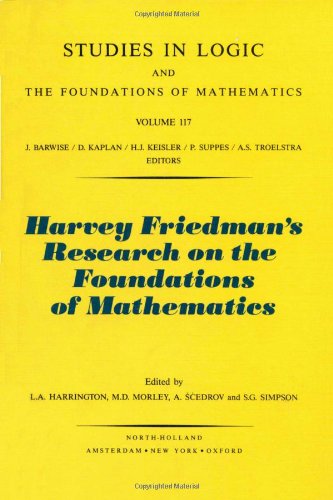 STUDIES IN LOGIC
AND
THE FOUNDATIONS OF MATHEMATICS
VOLUME 117
J. BARWISE / D. KAPLAN / H.J. KEISLER / P. SUPPES / A.S. TROELSTRA
EDITORS
Harvey Friedman's
Research on the
Foundations
of Mathematics
Edited by
L.A. HARRINGTON, M.D. MORLEY, A. ŠČEDROV and S.G. SIMPSON
NORTH-HOLLAND
AMSTERDAM • NEW YORK • OXFORD